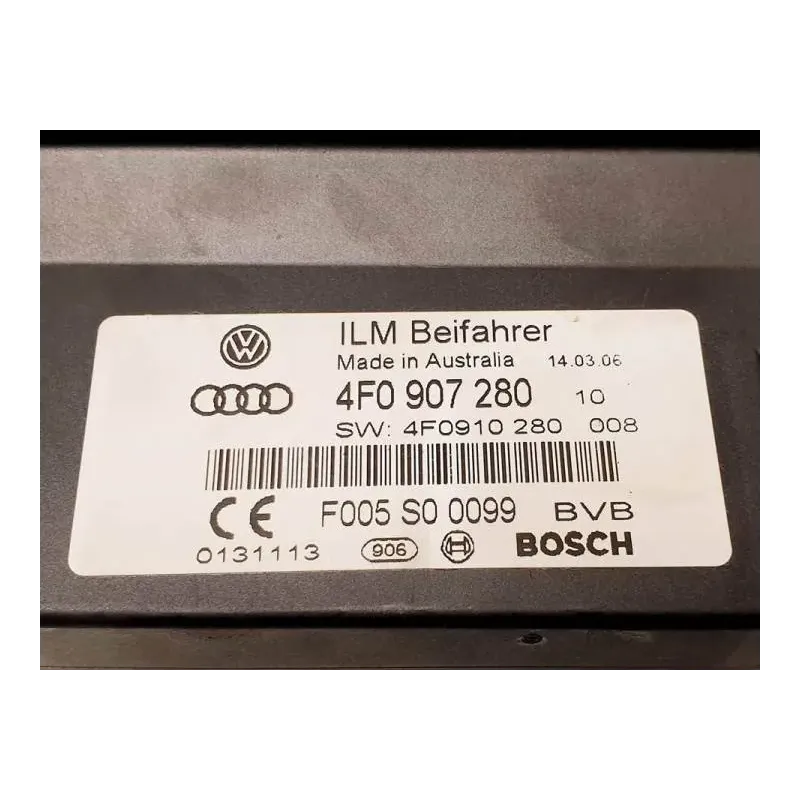 ILM Beifahrer
Made in Australia 14.03.06
4F0 907 280 10
SW: 4F0910 280 008
CE F005 S0 0099 BVB
0131113 906 BOSCH